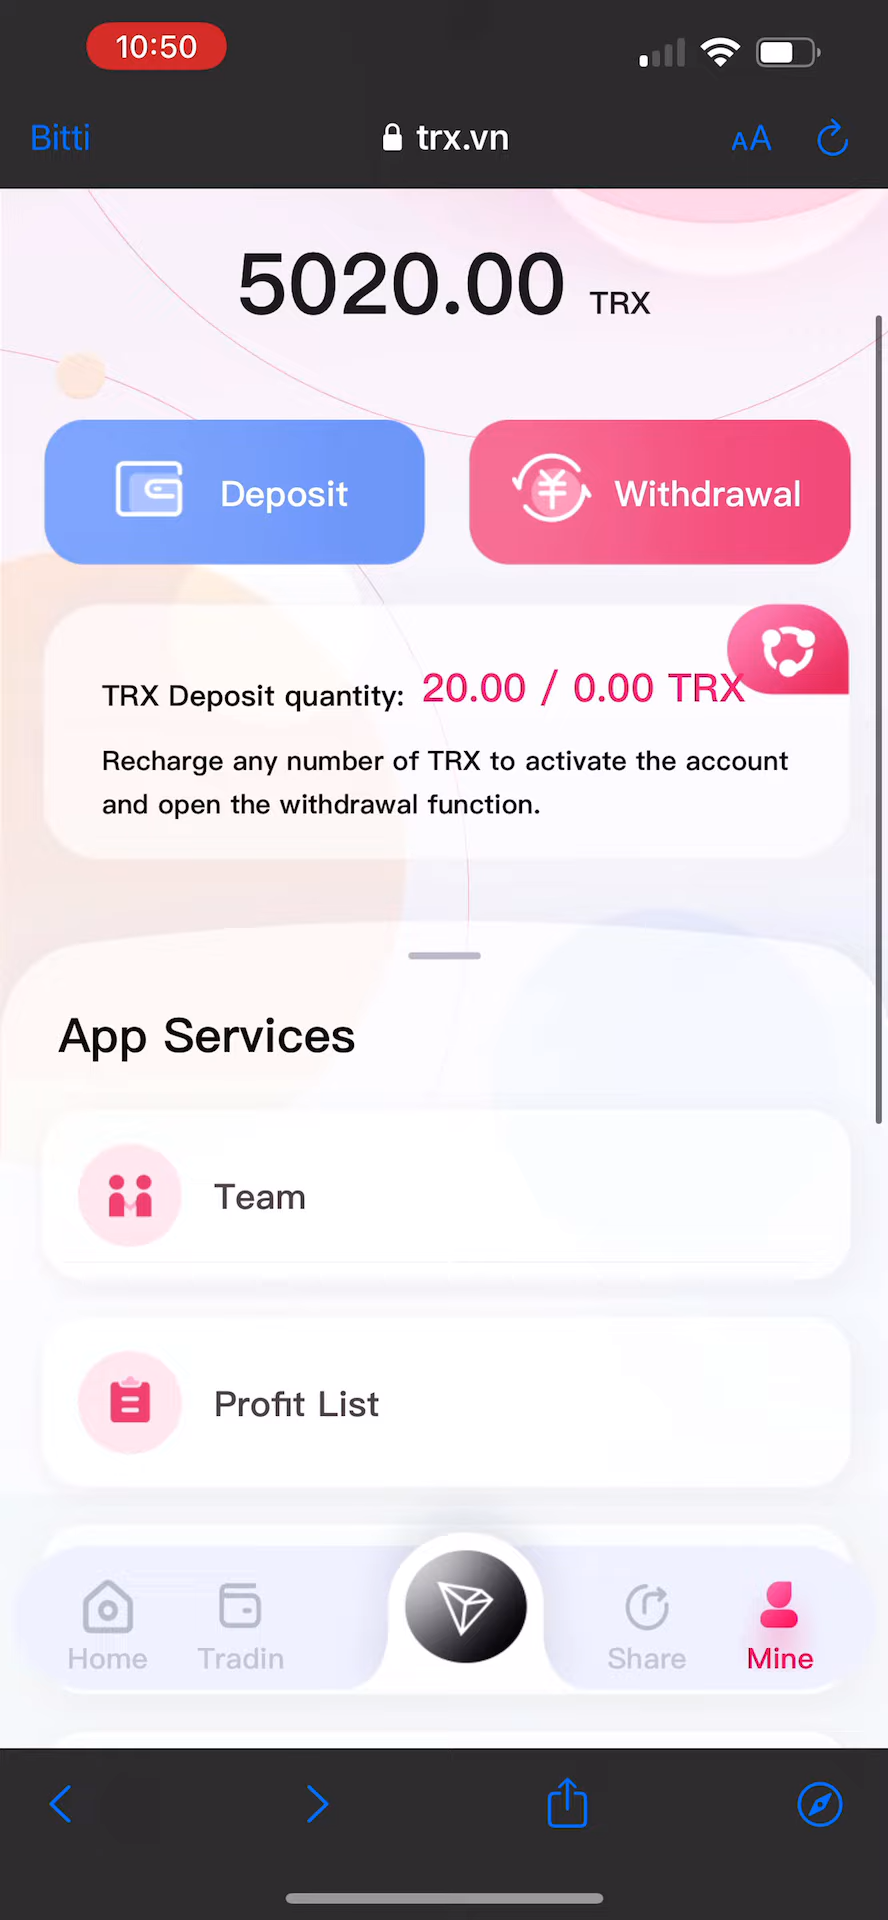 10:50
Bitti
trx.vn
AA
5020.00 TRX
Deposit
Withdrawal
TRX Deposit quantity: 20.00 / 0.00 TRX
Recharge any number of TRX to activate the account
and open the withdrawal function.
App Services
Team
Profit List
Home
Tradin
Share
Mine